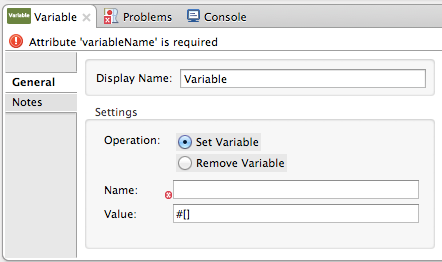 Variable Variable Problems Console
Attribute 'variableName' is required
General
Notes
Display Name: Variable
Settings
Operation: Set Variable
Remove Variable
Name:
Value: #[]